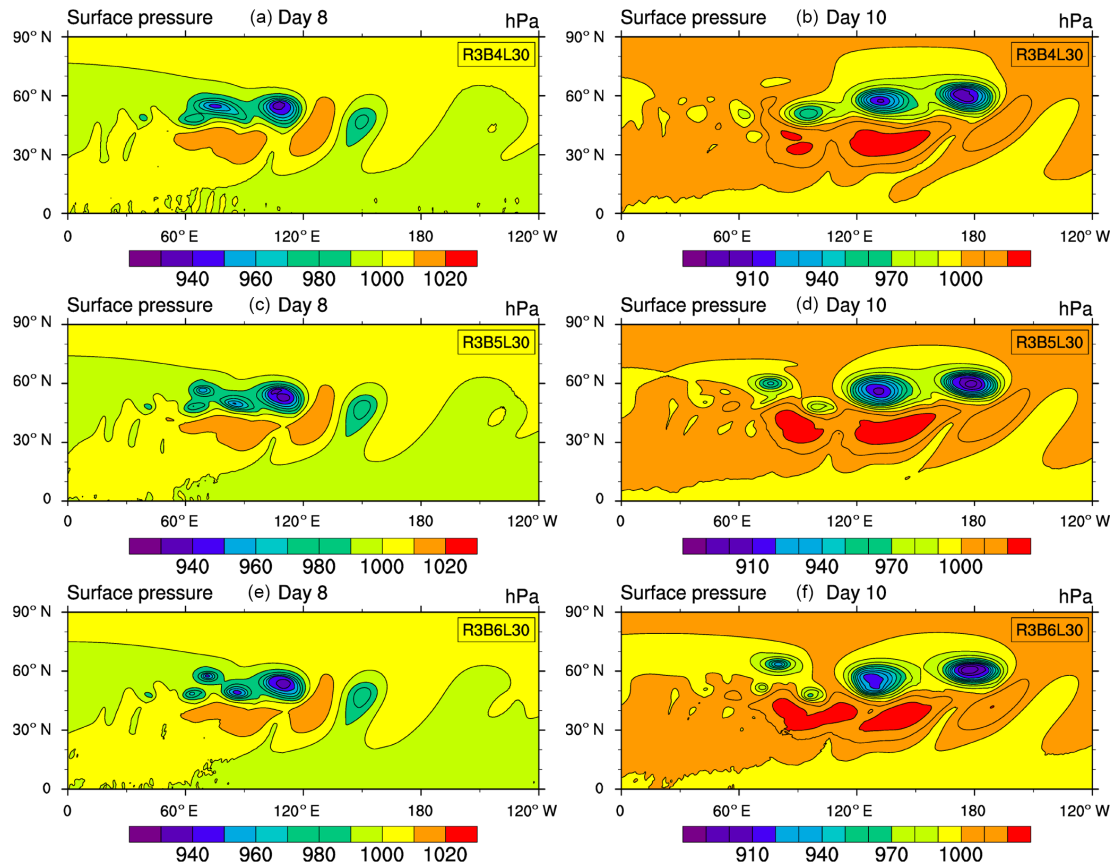 Surface pressure (a) Day 8 hPa
90° N
R3B4L30
60° N
30° N
0
0 60° E 120° E 180 120° W
940 960 980 1000 1020
Surface pressure (b) Day 10 hPa
90° N
R3B4L30
60° N
30° N
0
0 60° E 120° E 180 120° W
910 940 970 1000
Surface pressure (c) Day 8 hPa
90° N
R3B5L30
60° N
30° N
0
0 60° E 120° E 180 120° W
940 960 980 1000 1020
Surface pressure (d) Day 10 hPa
90° N
R3B5L30
60° N
30° N
0
0 60° E 120° E 180 120° W
910 940 970 1000
Surface pressure (e) Day 8 hPa
90° N
R3B6L30
60° N
30° N
0
0 60° E 120° E 180 120° W
940 960 980 1000 1020
Surface pressure (f) Day 10 hPa
90° N
R3B6L30
60° N
30° N
0
0 60° E 120° E 180 120° W
910 940 970 1000